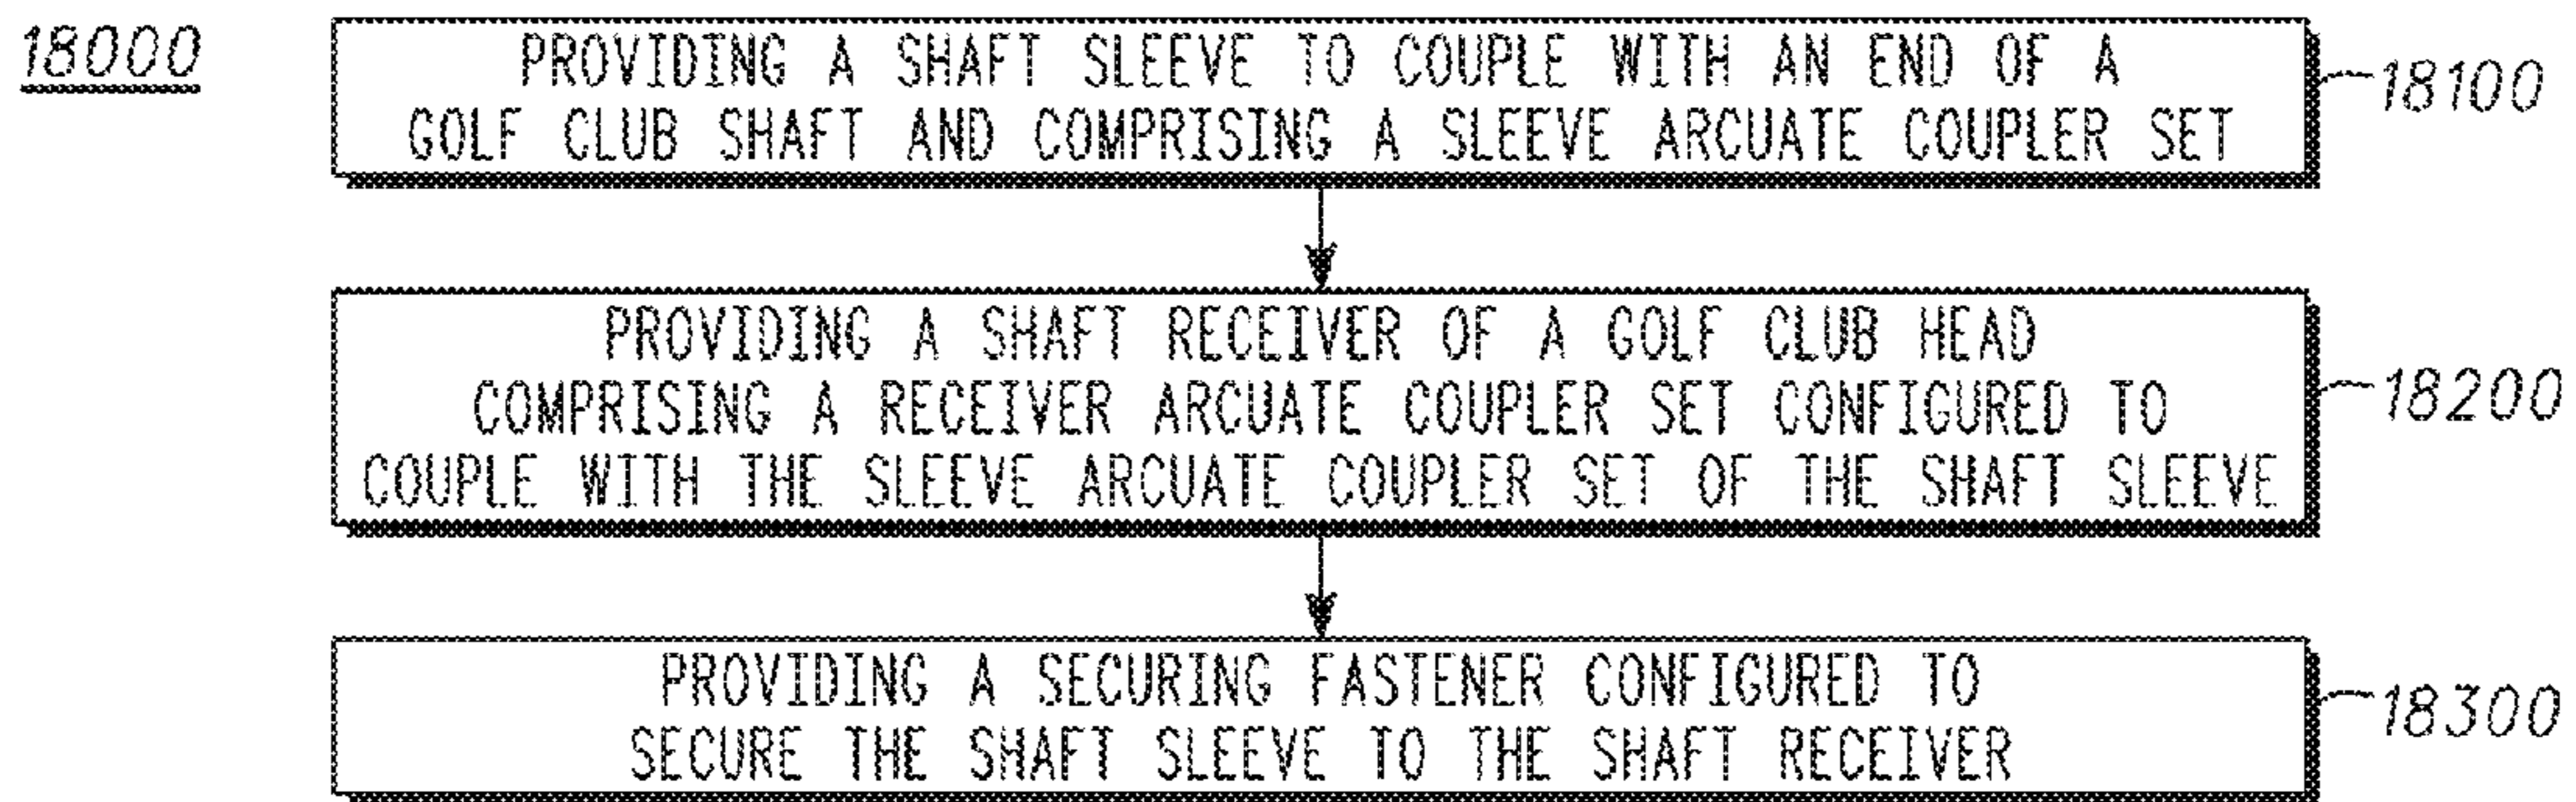 18000
PROVIDING A SHAFT SLEEVE TO COUPLE WITH AN END OF A
GOLF CLUB SHAFT AND COMPRISING A SLEEVE ARCUATE COUPLER SET
18100
PROVIDING A SHAFT RECEIVER OF A GOLF CLUB HEAD
COMPRISING A RECEIVER ARCUATE COUPLER SET CONFIGURED TO
COUPLE WITH THE SLEEVE ARCUATE COUPLER SET OF THE SHAFT SLEEVE
18200
PROVIDING A SECURING FASTENER CONFIGURED TO
SECURE THE SHAFT SLEEVE TO THE SHAFT RECEIVER
18300